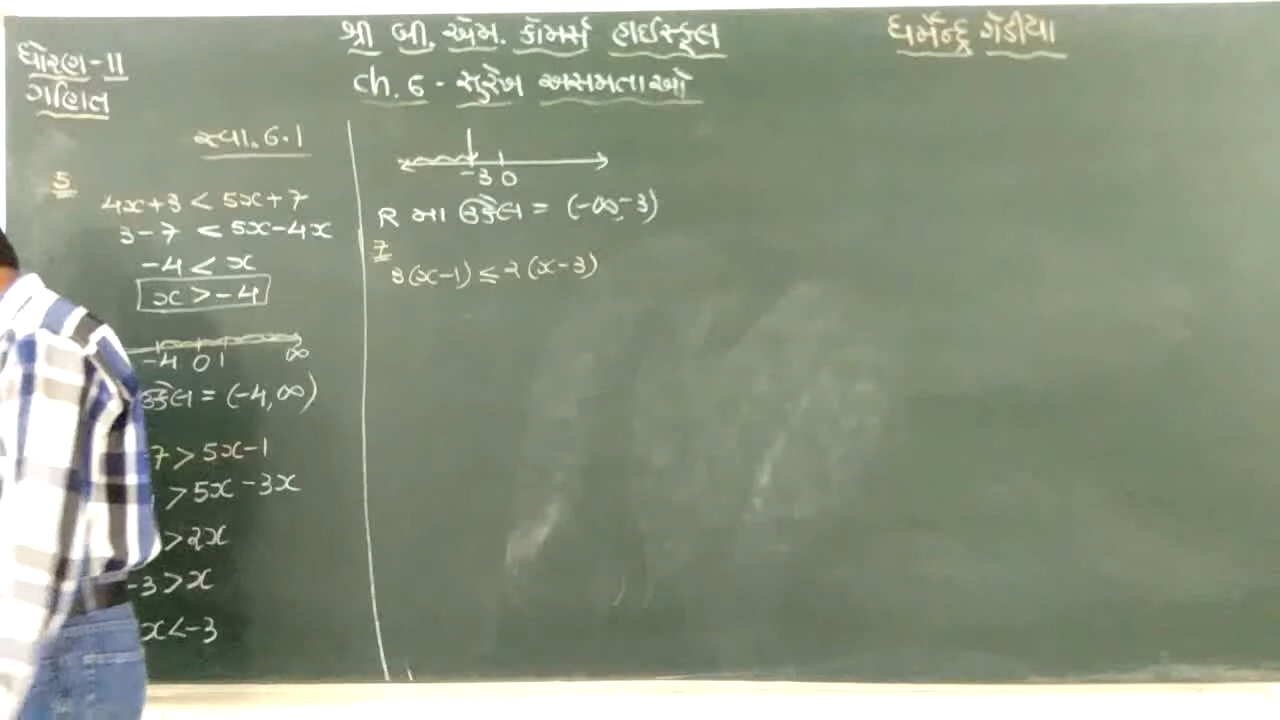 શ્રી બી. એમ. કોમર્સ હાઈસ્કૂલ
ધર્મેન્દ્ર ગેડીયા
ધોરણ-11
ગણિત
ch. 6 - સુરેખ અસમતાઓ
સ્વા. 6.1
5
4x+3 < 5x+7
3-7 < 5x-4x
-4 < x
x > -4
-4 0 1 ∞
ઉકેલ = (-4, ∞)
-7 > 5x-1
> 5x-3x
> 2x
-3 > x
x < -3
-3 0
R મા ઉકેલ = (-∞, -3)
7
3(x-1) ≤ 2(x-3)